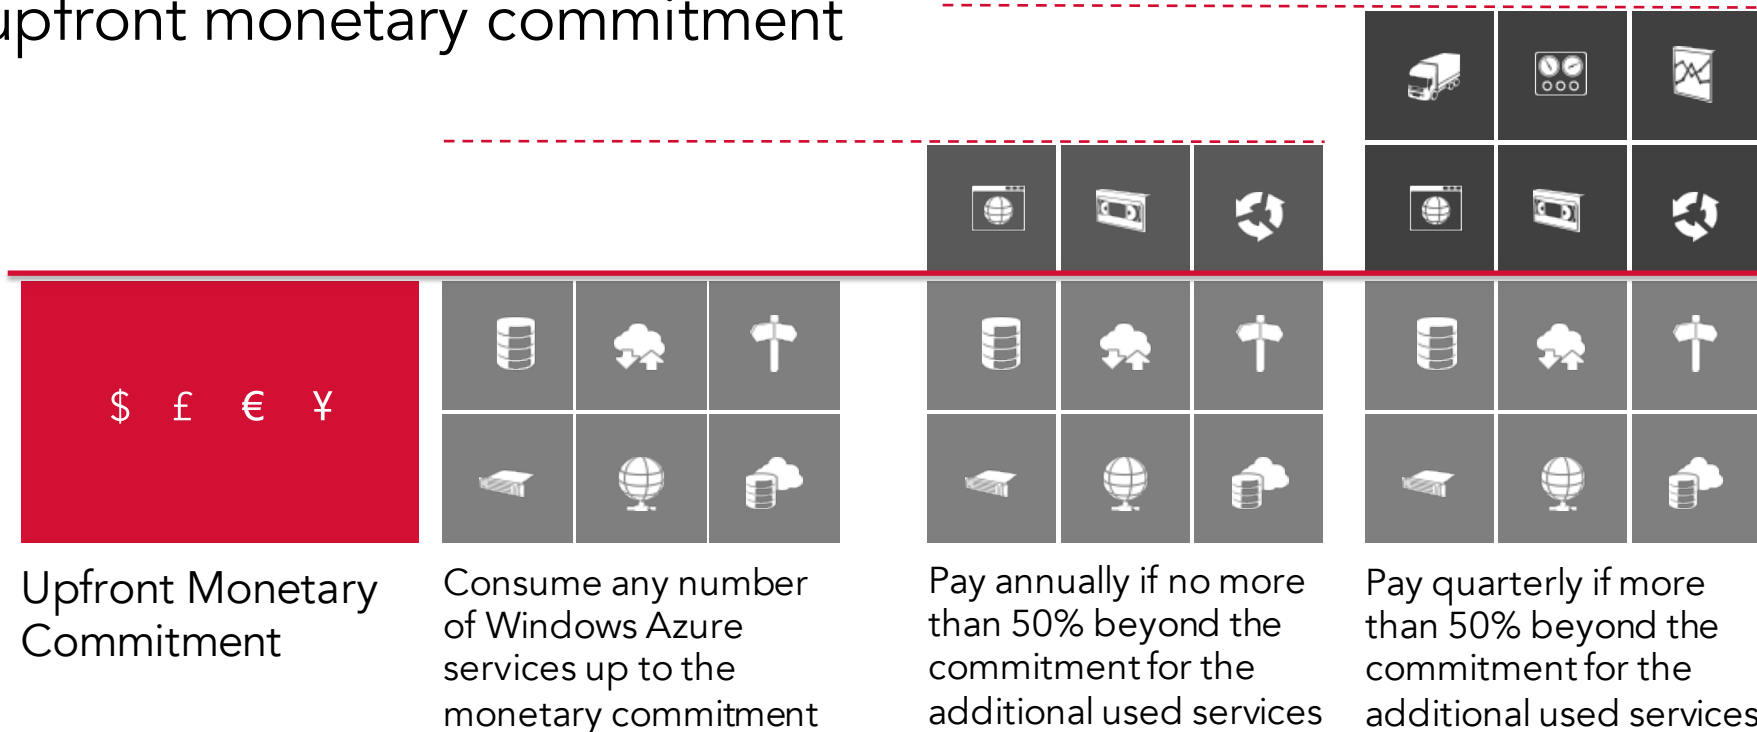 upfront monetary commitment
$ £ € ¥
Upfront Monetary
Commitment
Consume any number
of Windows Azure
services up to the
monetary commitment
Pay annually if no more
than 50% beyond the
commitment for the
additional used services
Pay quarterly if more
than 50% beyond the
commitment for the
additional used services